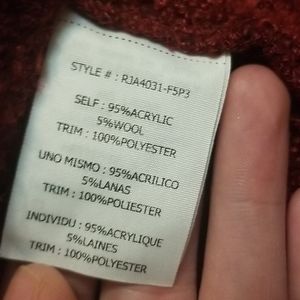 STYLE # : RJA4031-F5P3
SELF : 95%ACRYLIC
5%WOOL
TRIM : 100%POLYESTER
UNO MISMO : 95%ACRILICO
5%LANAS
TRIM : 100%POLIESTER
INDIVIDU : 95%ACRYLIQUE
5%LAINES
TRIM : 100%POLYESTER